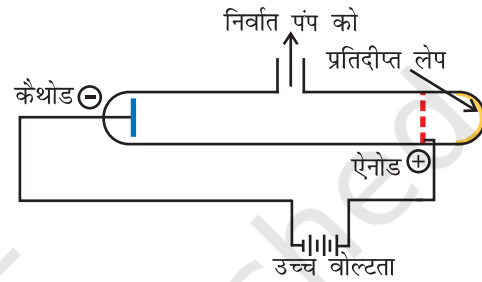 निर्वात पंप को
प्रतिदीप्त लेप
कैथोड −
ऐनोड +
उच्च वोल्टता